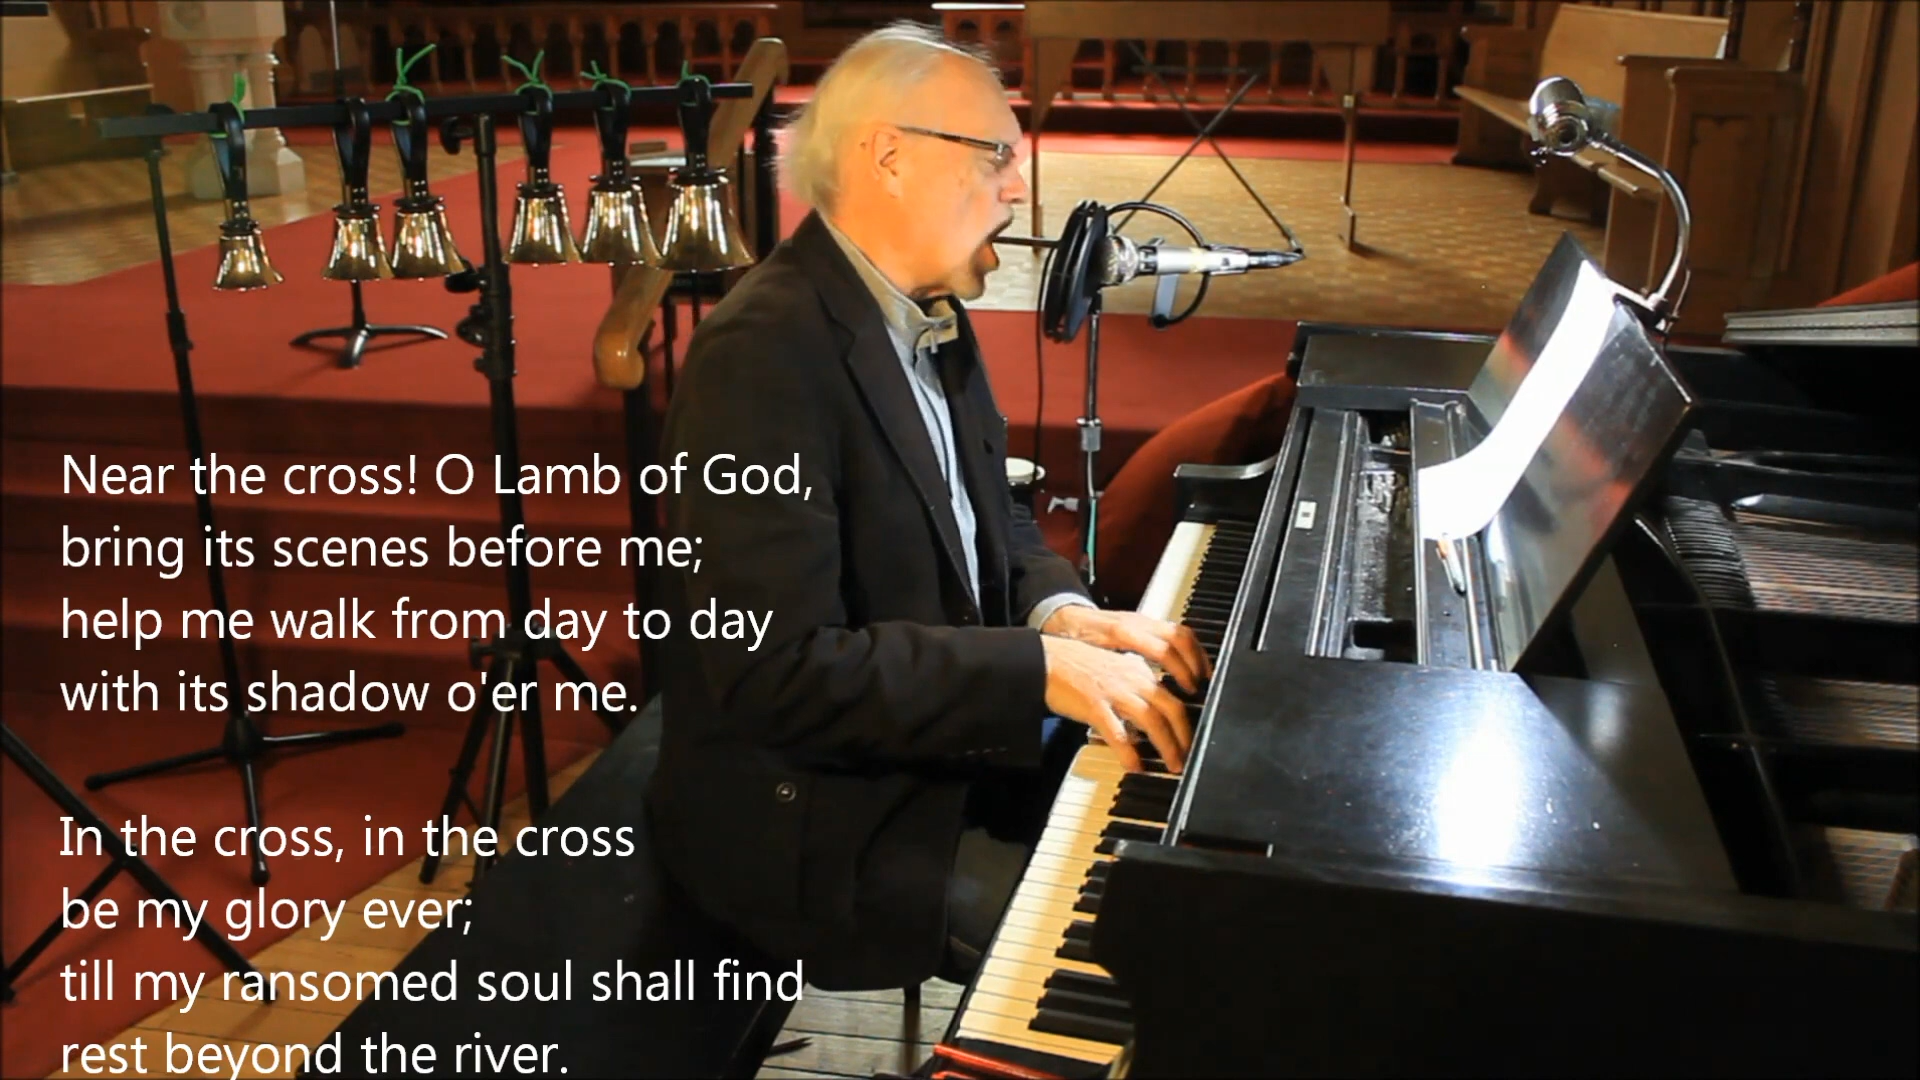 Near the cross! O Lamb of God,
bring its scenes before me;
help me walk from day to day
with its shadow o'er me.
In the cross, in the cross
be my glory ever;
till my ransomed soul shall find
rest beyond the river.